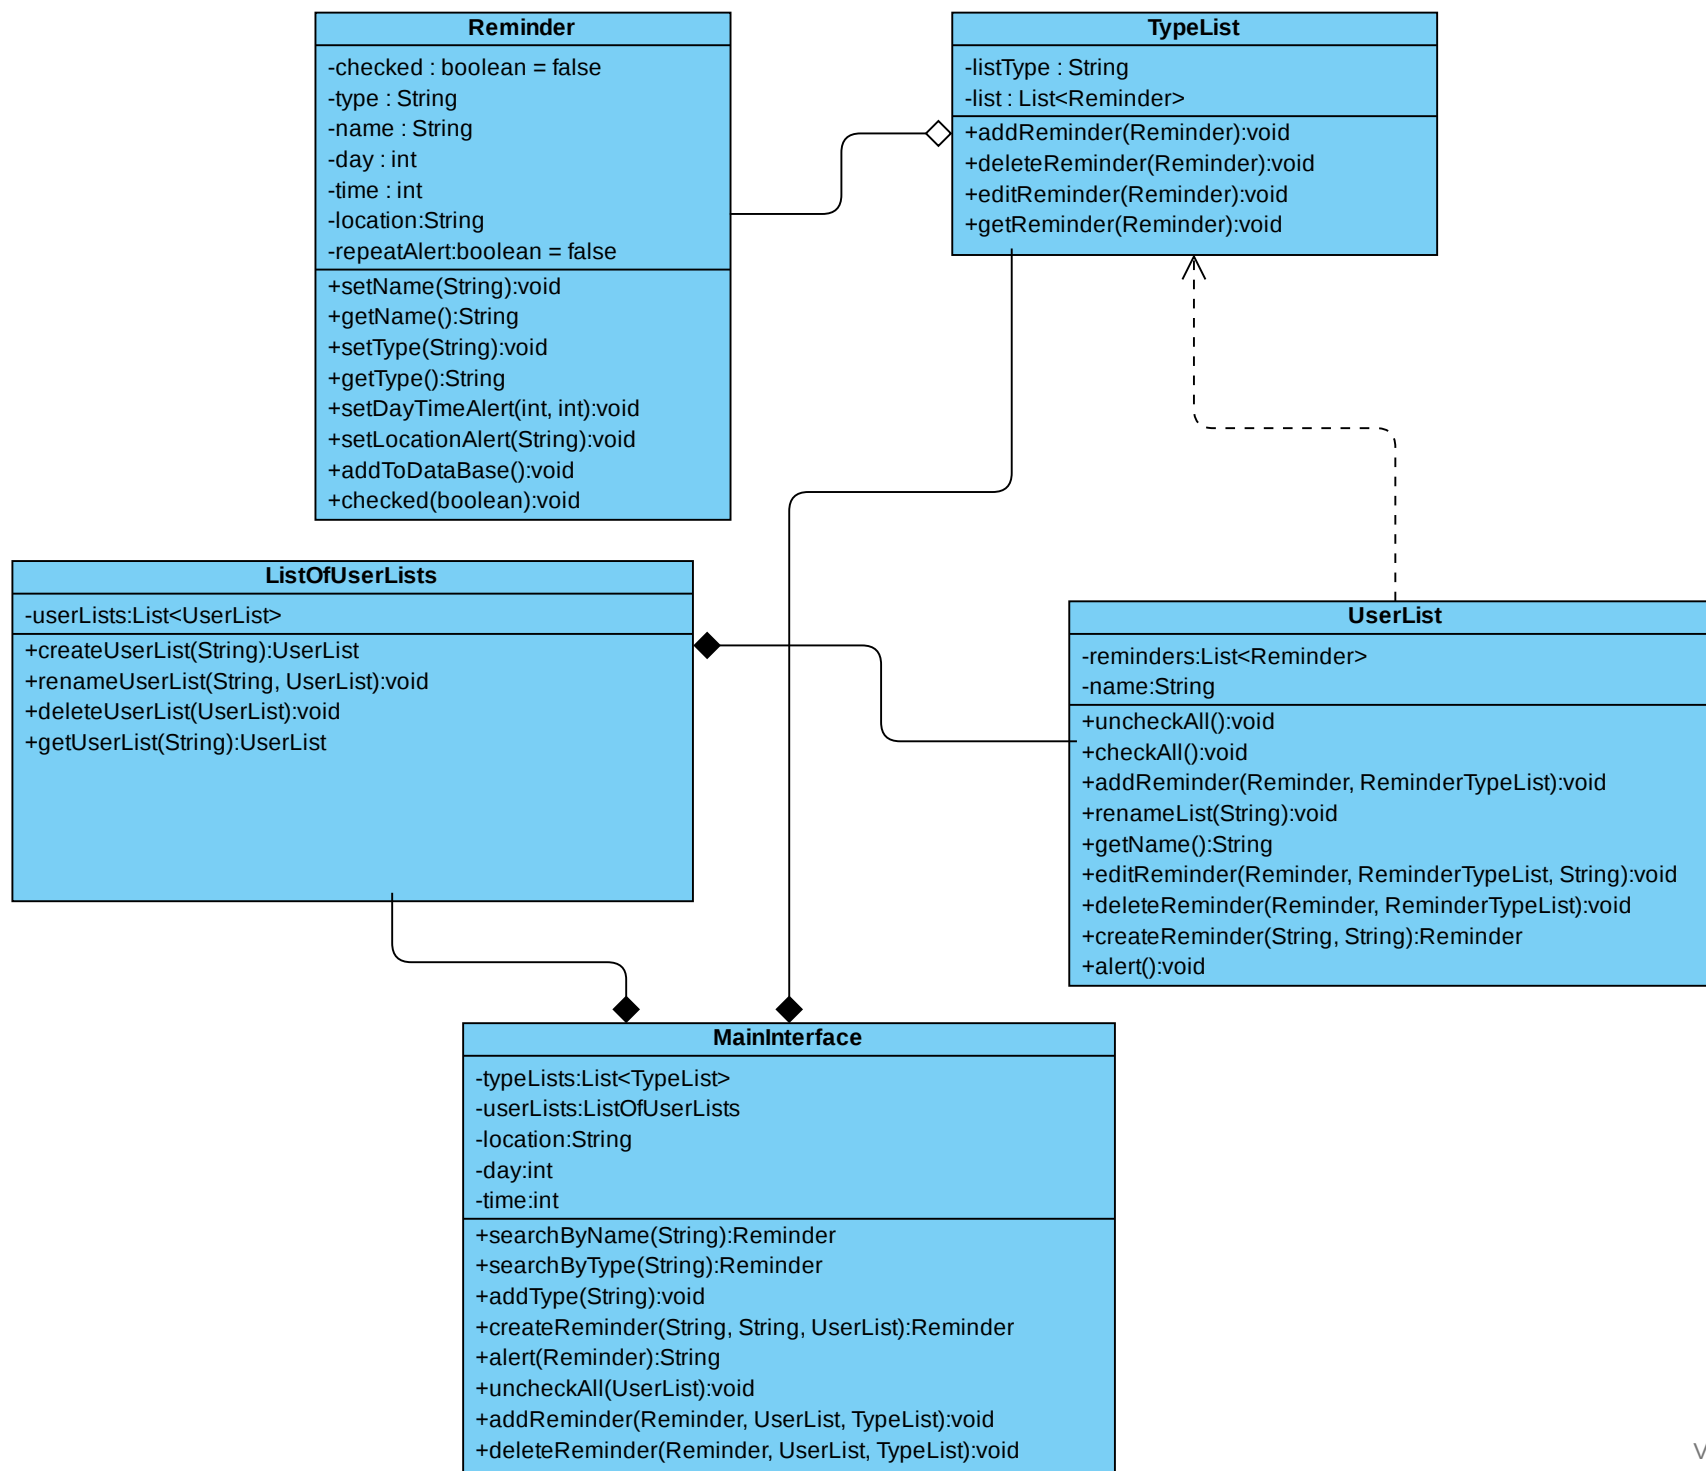 Reminder
-checked : boolean = false
-type : String
-name : String
-day : int
-time : int
-location:String
-repeatAlert:boolean = false
+setName(String):void
+getName():String
+setType(String):void
+getType():String
+setDayTimeAlert(int, int):void
+setLocationAlert(String):void
+addToDataBase():void
+checked(boolean):void
TypeList
-listType : String
-list : List<Reminder>
+addReminder(Reminder):void
+deleteReminder(Reminder):void
+editReminder(Reminder):void
+getReminder(Reminder):void
ListOfUserLists
-userLists:List<UserList>
+createUserList(String):UserList
+renameUserList(String, UserList):void
+deleteUserList(UserList):void
+getUserList(String):UserList
UserList
-reminders:List<Reminder>
-name:String
+uncheckAll():void
+checkAll():void
+addReminder(Reminder, ReminderTypeList):void
+renameList(String):void
+getName():String
+editReminder(Reminder, ReminderTypeList, String):void
+deleteReminder(Reminder, ReminderTypeList):void
+createReminder(String, String):Reminder
+alert():void
MainInterface
-typeLists:List<TypeList>
-userLists:ListOfUserLists
-location:String
-day:int
-time:int
+searchByName(String):Reminder
+searchByType(String):Reminder
+addType(String):void
+createReminder(String, String, UserList):Reminder
+alert(Reminder):String
+uncheckAll(UserList):void
+addReminder(Reminder, UserList, TypeList):void
+deleteReminder(Reminder, UserList, TypeList):void